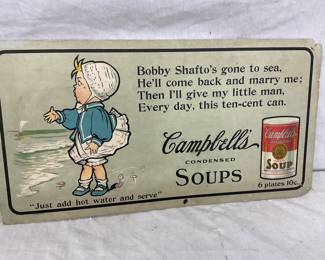 Bobby Shafto's gone to sea,
He'll come back and marry me;
Then I'll give my little man,
Every day, this ten-cent can.
Campbell's
CONDENSED
SOUPS
Campbell's
SOUP
6 plates 10c.
"Just add hot water and serve"